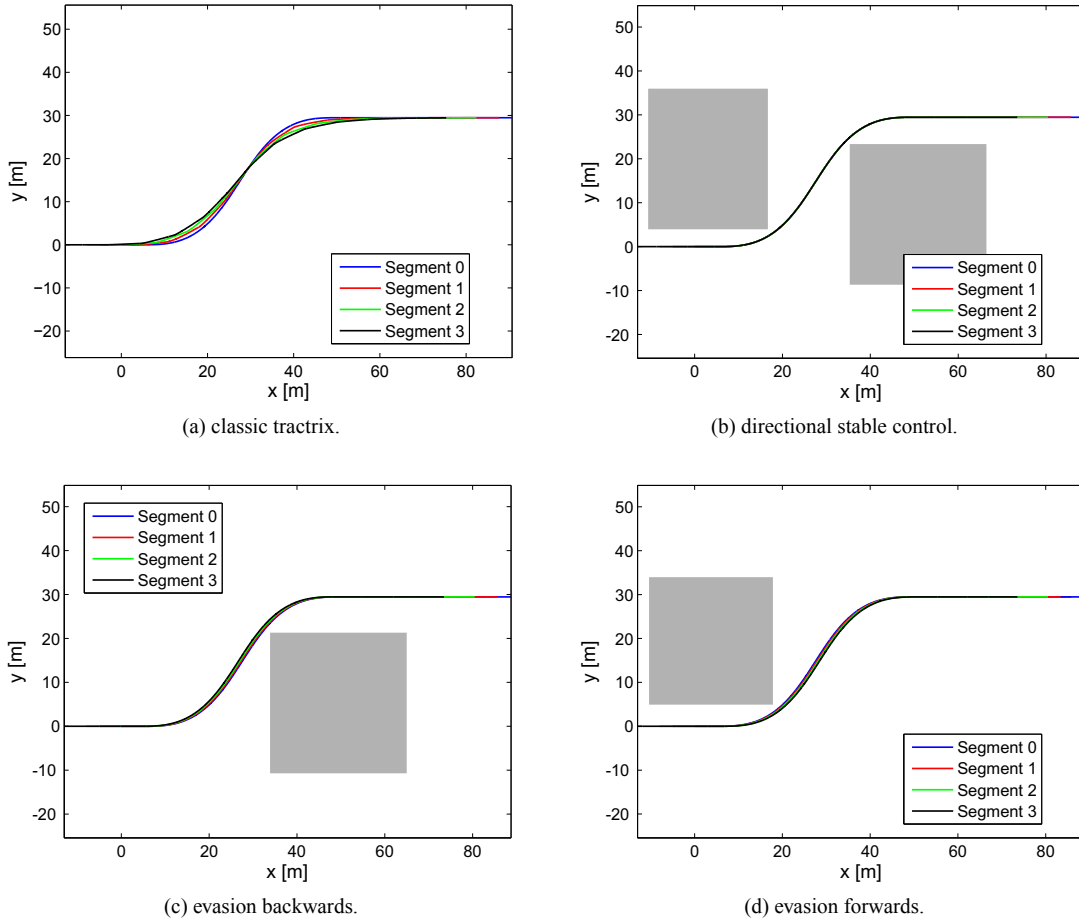 50
40
30
20
10
0
−10
−20
y [m]
0 20 40 60 80
x [m]
Segment 0
Segment 1
Segment 2
Segment 3
(a) classic tractrix.
50
40
30
20
10
0
-10
-20
y [m]
0 20 40 60 80
x [m]
Segment 0
Segment 1
Segment 2
Segment 3
(b) directional stable control.
50
40
30
20
10
0
-10
-20
y [m]
0 20 40 60 80
x [m]
Segment 0
Segment 1
Segment 2
Segment 3
(c) evasion backwards.
50
40
30
20
10
0
-10
-20
y [m]
0 20 40 60 80
x [m]
Segment 0
Segment 1
Segment 2
Segment 3
(d) evasion forwards.